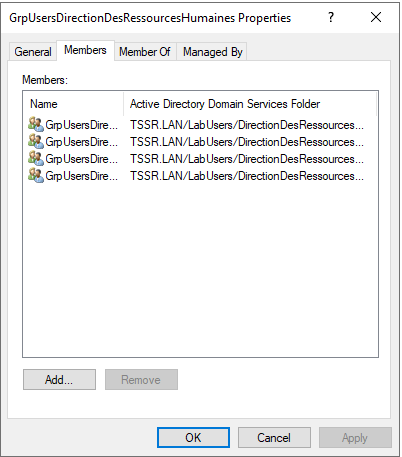 GrpUsersDirectionDesRessourcesHumaines Properties ? ×
General Members Member Of Managed By
Members:
Name Active Directory Domain Services Folder
GrpUsersDire... TSSR.LAN/LabUsers/DirectionDesRessources...
GrpUsersDire... TSSR.LAN/LabUsers/DirectionDesRessources...
GrpUsersDire... TSSR.LAN/LabUsers/DirectionDesRessources...
GrpUsersDire... TSSR.LAN/LabUsers/DirectionDesRessources...
Add... Remove
OK Cancel Apply